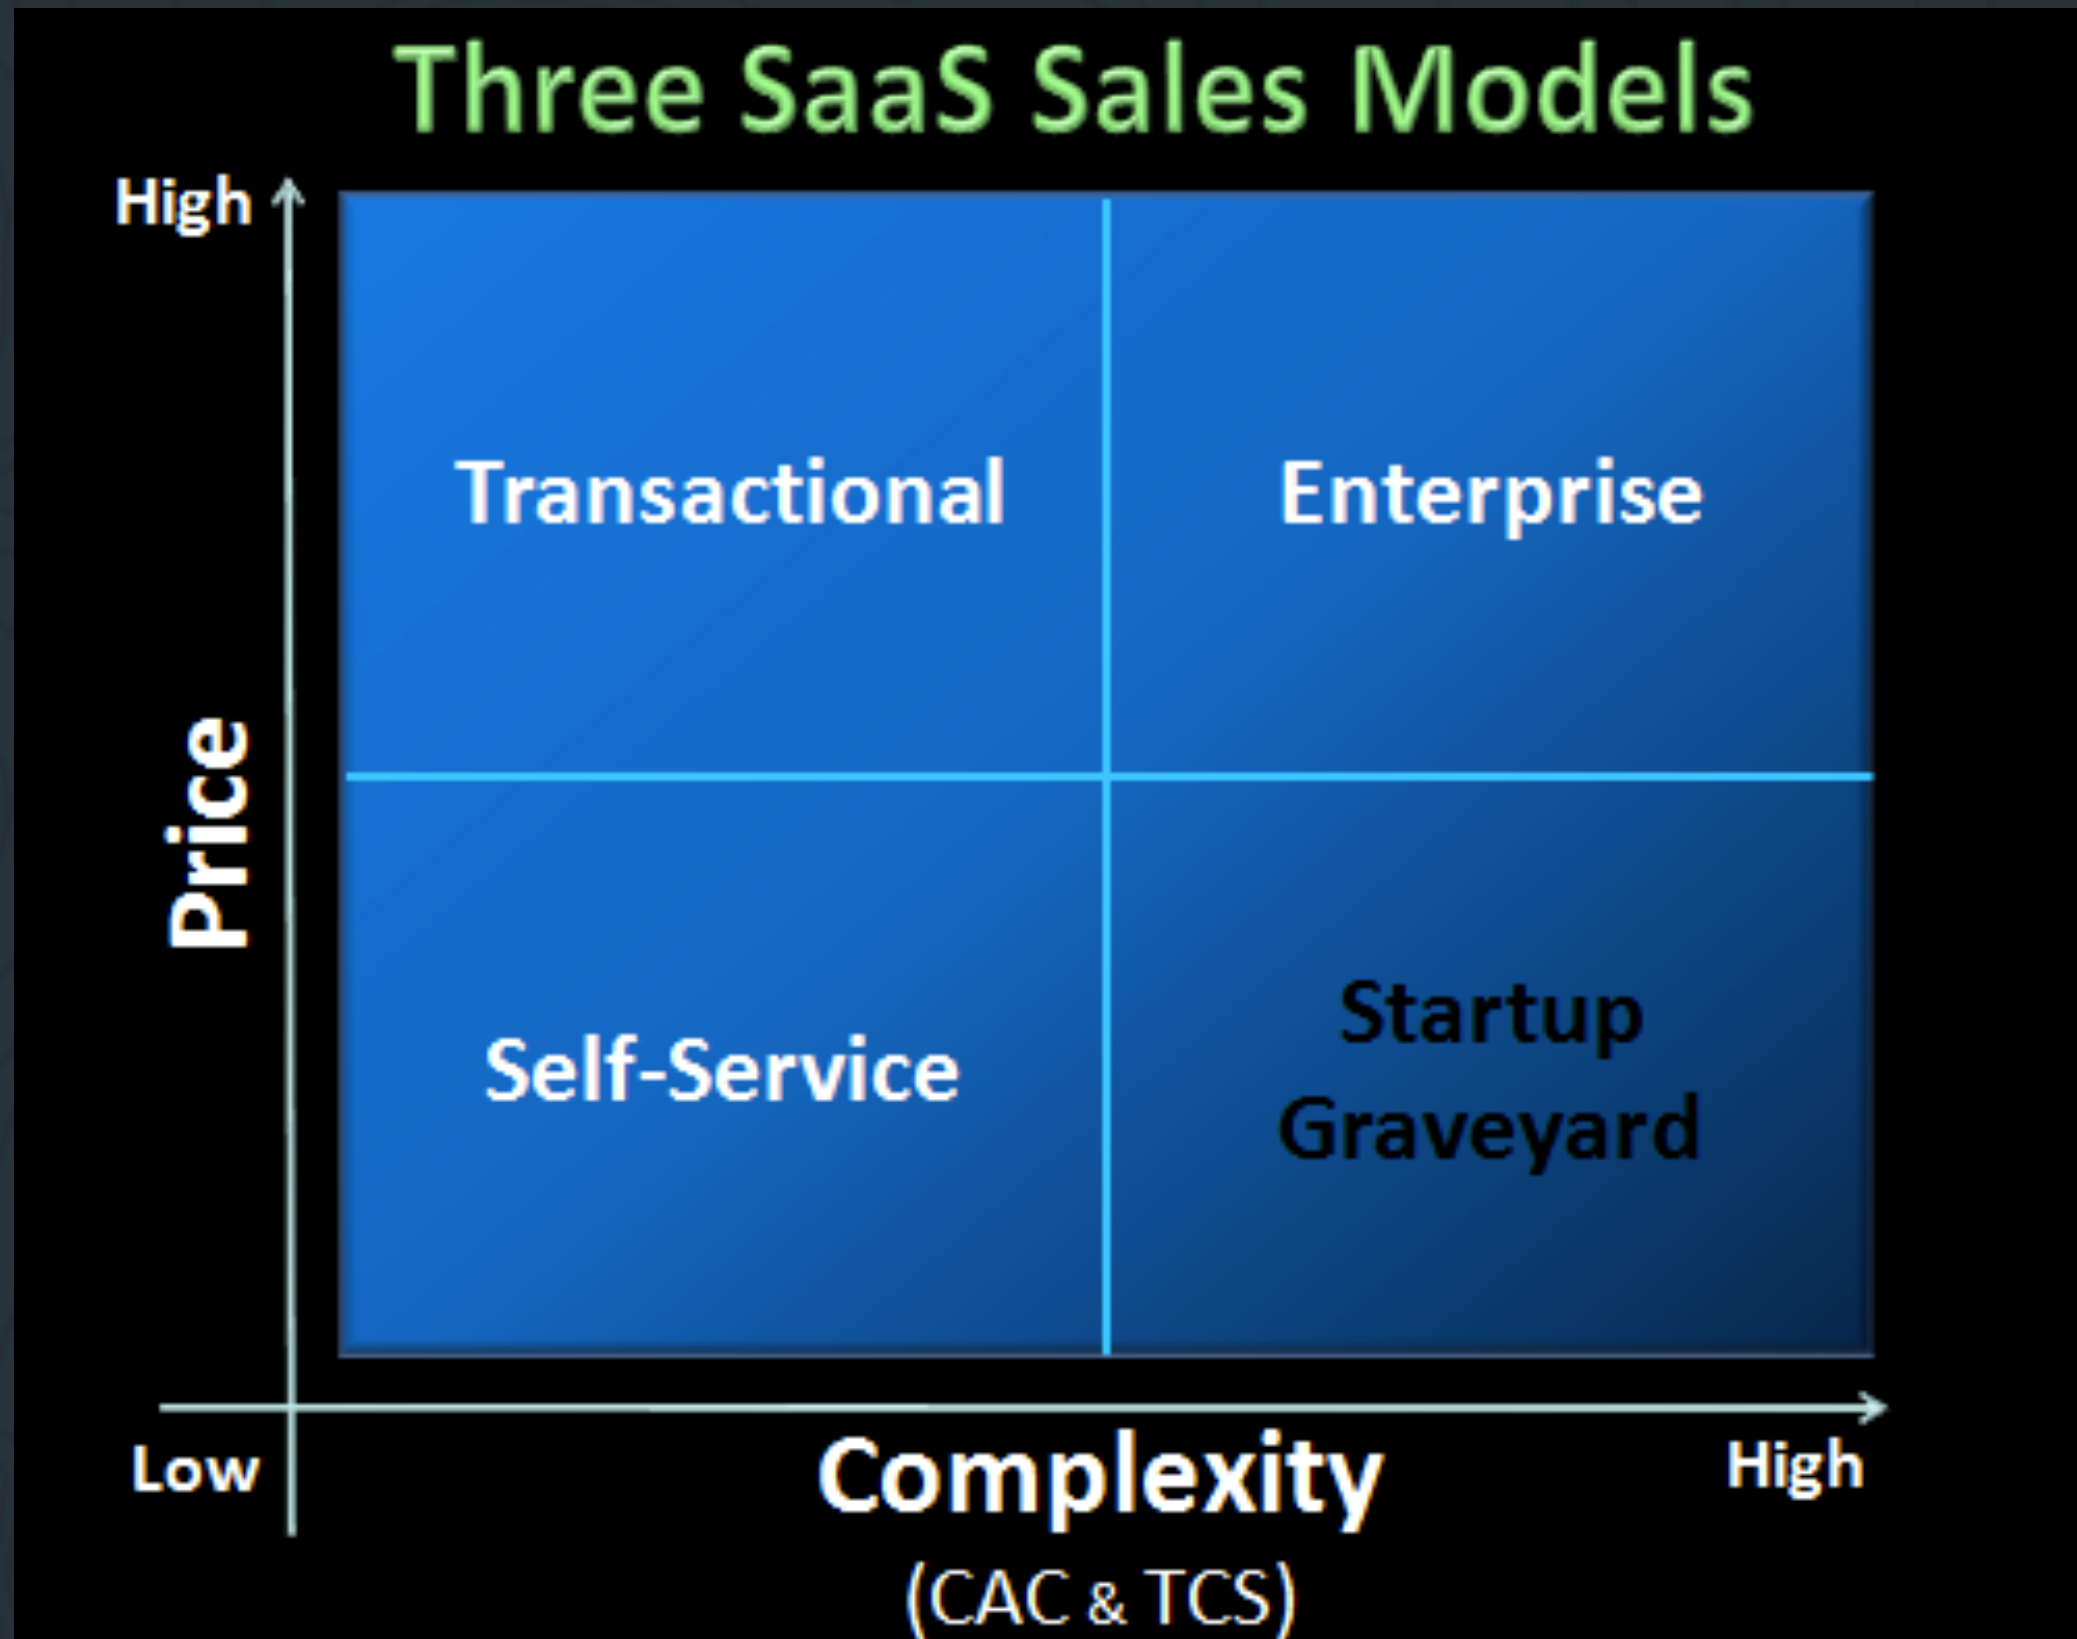 Three SaaS Sales Models
High
Transactional
Enterprise
Price
Self-Service
Startup
Graveyard
Low
Complexity
High
(CAC & TCS)